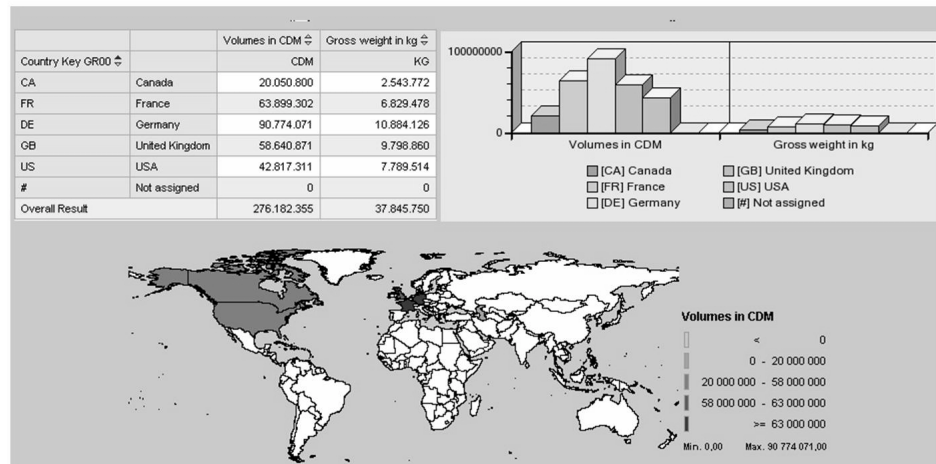 Volumes in CDM Gross weight in kg
Country Key GR00 CDM KG
CA Canada 20.050.800 2.543.772
FR France 63.899.302 6.829.478
DE Germany 90.774.071 10.884.126
GB United Kingdom 58.640.871 9.798.860
US USA 42.817.311 7.789.514
# Not assigned 0 0
Overall Result 276.182.355 37.845.750
100000000
0
Volumes in CDM Gross weight in kg
[CA] Canada [GB] United Kingdom
[FR] France [US] USA
[DE] Germany [#] Not assigned
Volumes in CDM
< 0
0 - 20 000 000
20 000 000 - 58 000 000
58 000 000 - 63 000 000
>= 63 000 000
Min. 0,00 Max. 90 774 071,00